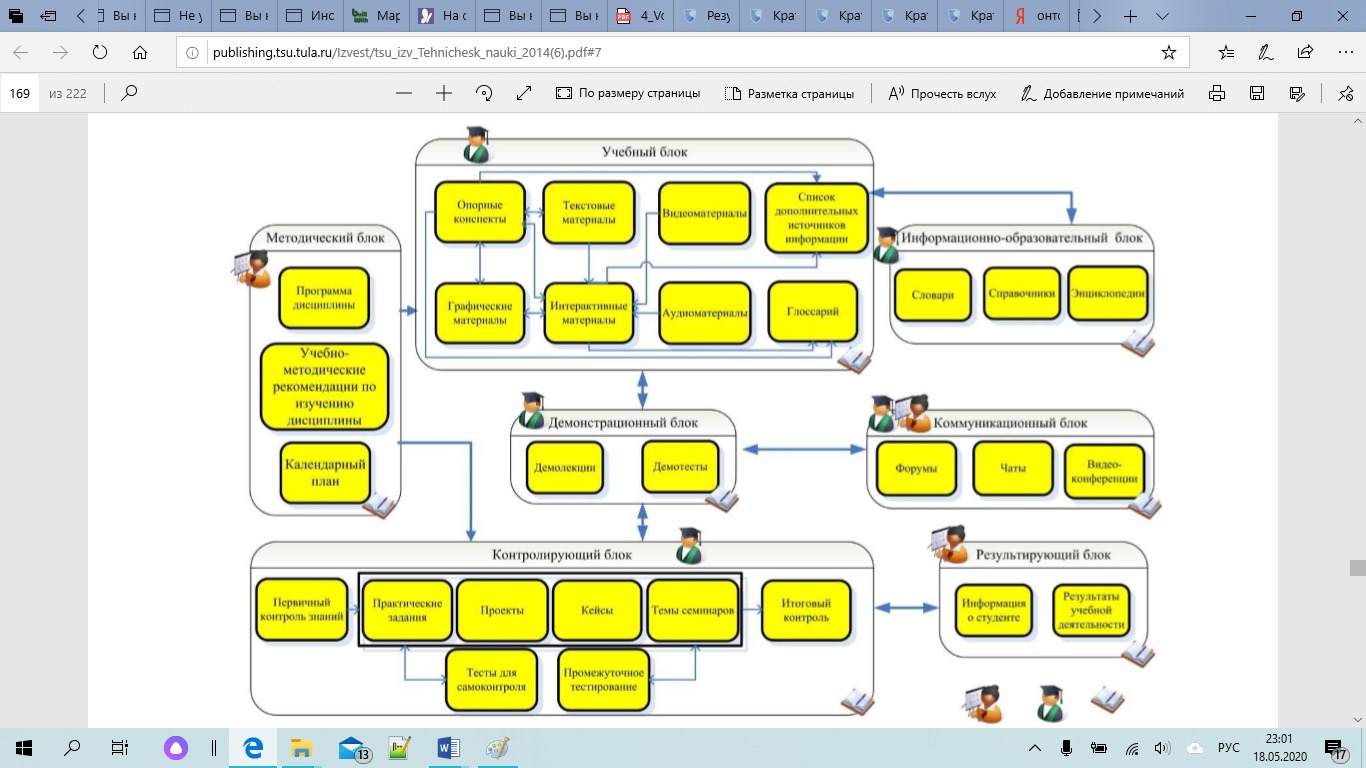 Вы к
Не у
Вы к
Инс
Мар
На с
Вы к
Вы к
4_Vc
Резу
Крат
Крат
Крат
Крат
онто
publishing.tsu.tula.ru/Izvest/tsu_izv_Tehnichesk_nauki_2014(6).pdf#7
169 из 222
По размеру страницы
Разметка страницы
Прочесть вслух
Добавление примечаний
Учебный блок
Опорные
конспекты
Текстовые
материалы
Видеоматериалы
Список
дополнительных
источников
информации
Графические
материалы
Интерактивные
материалы
Аудиоматериалы
Глоссарий
Методический блок
Программа
дисциплины
Учебно-
методические
рекомендации по
изучению
дисциплины
Календарный
план
Информационно-образовательный блок
Словари
Справочники
Энциклопедии
Демонстрационный блок
Демолекции
Демотесты
Коммуникационный блок
Форумы
Чаты
Видео-
конференции
Контролирующий блок
Первичный
контроль знаний
Практические
задания
Проекты
Кейсы
Темы семинаров
Итоговый
контроль
Тесты для
самоконтроля
Промежуточное
тестирование
Результирующий блок
Информация
о студенте
Результаты
учебной
деятельности
13
РУС
23:01
18.05.2020
17